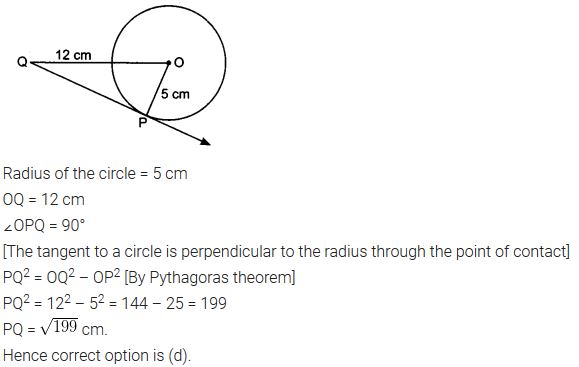 12 cm
Q
O
5 cm
P
Radius of the circle = 5 cm
OQ = 12 cm
∠OPQ = 90°
[The tangent to a circle is perpendicular to the radius through the point of contact]
PQ² = OQ² – OP² [By Pythagoras theorem]
PQ² = 12² – 5² = 144 – 25 = 199
PQ = √199 cm.
Hence correct option is (d).